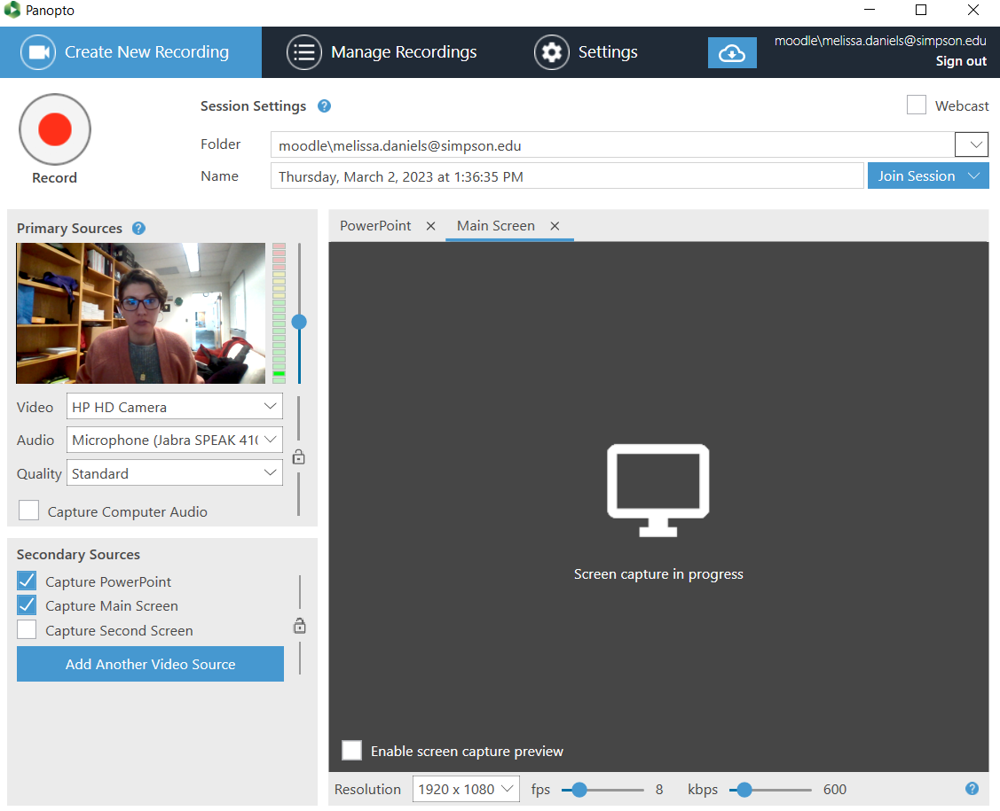 Panopto
Create New Recording
Manage Recordings
Settings
moodle\melissa.daniels@simpson.edu
Sign out
Record
Session Settings ?
Webcast
Folder
moodle\melissa.daniels@simpson.edu
Name
Thursday, March 2, 2023 at 1:36:35 PM
Join Session
Primary Sources ?
Video
HP HD Camera
Audio
Microphone (Jabra SPEAK 410
Quality
Standard
Capture Computer Audio
Secondary Sources
Capture PowerPoint
Capture Main Screen
Capture Second Screen
Add Another Video Source
PowerPoint
Main Screen
Screen capture in progress
Enable screen capture preview
Resolution 1920 x 1080 fps 8 kbps 600 ?